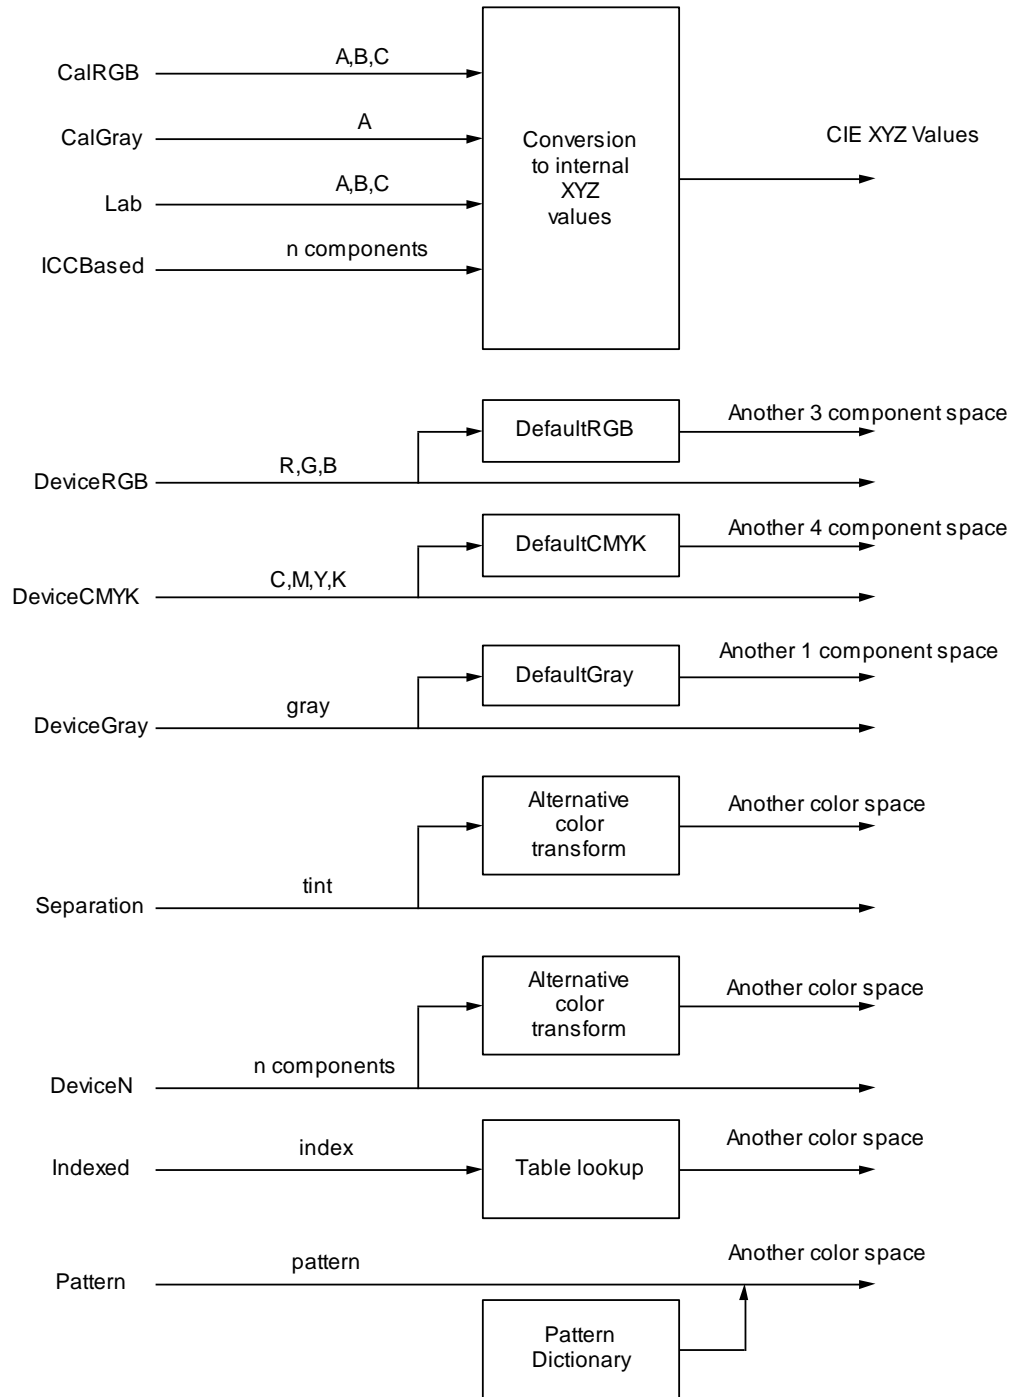 A,B,C
CalRGB
A
CalGray
CIE XYZ Values
Conversion
to internal
XYZ
values
A,B,C
Lab
n components
ICCBased
DefaultRGB
Another 3 component space
R,G,B
DeviceRGB
DefaultCMYK
Another 4 component space
C,M,Y,K
DeviceCMYK
DefaultGray
Another 1 component space
gray
DeviceGray
Alternative
color
transform
Another color space
tint
Separation
Alternative
color
transform
Another color space
n components
DeviceN
index
Indexed
Table lookup
Another color space
pattern
Pattern
Another color space
Pattern
Dictionary